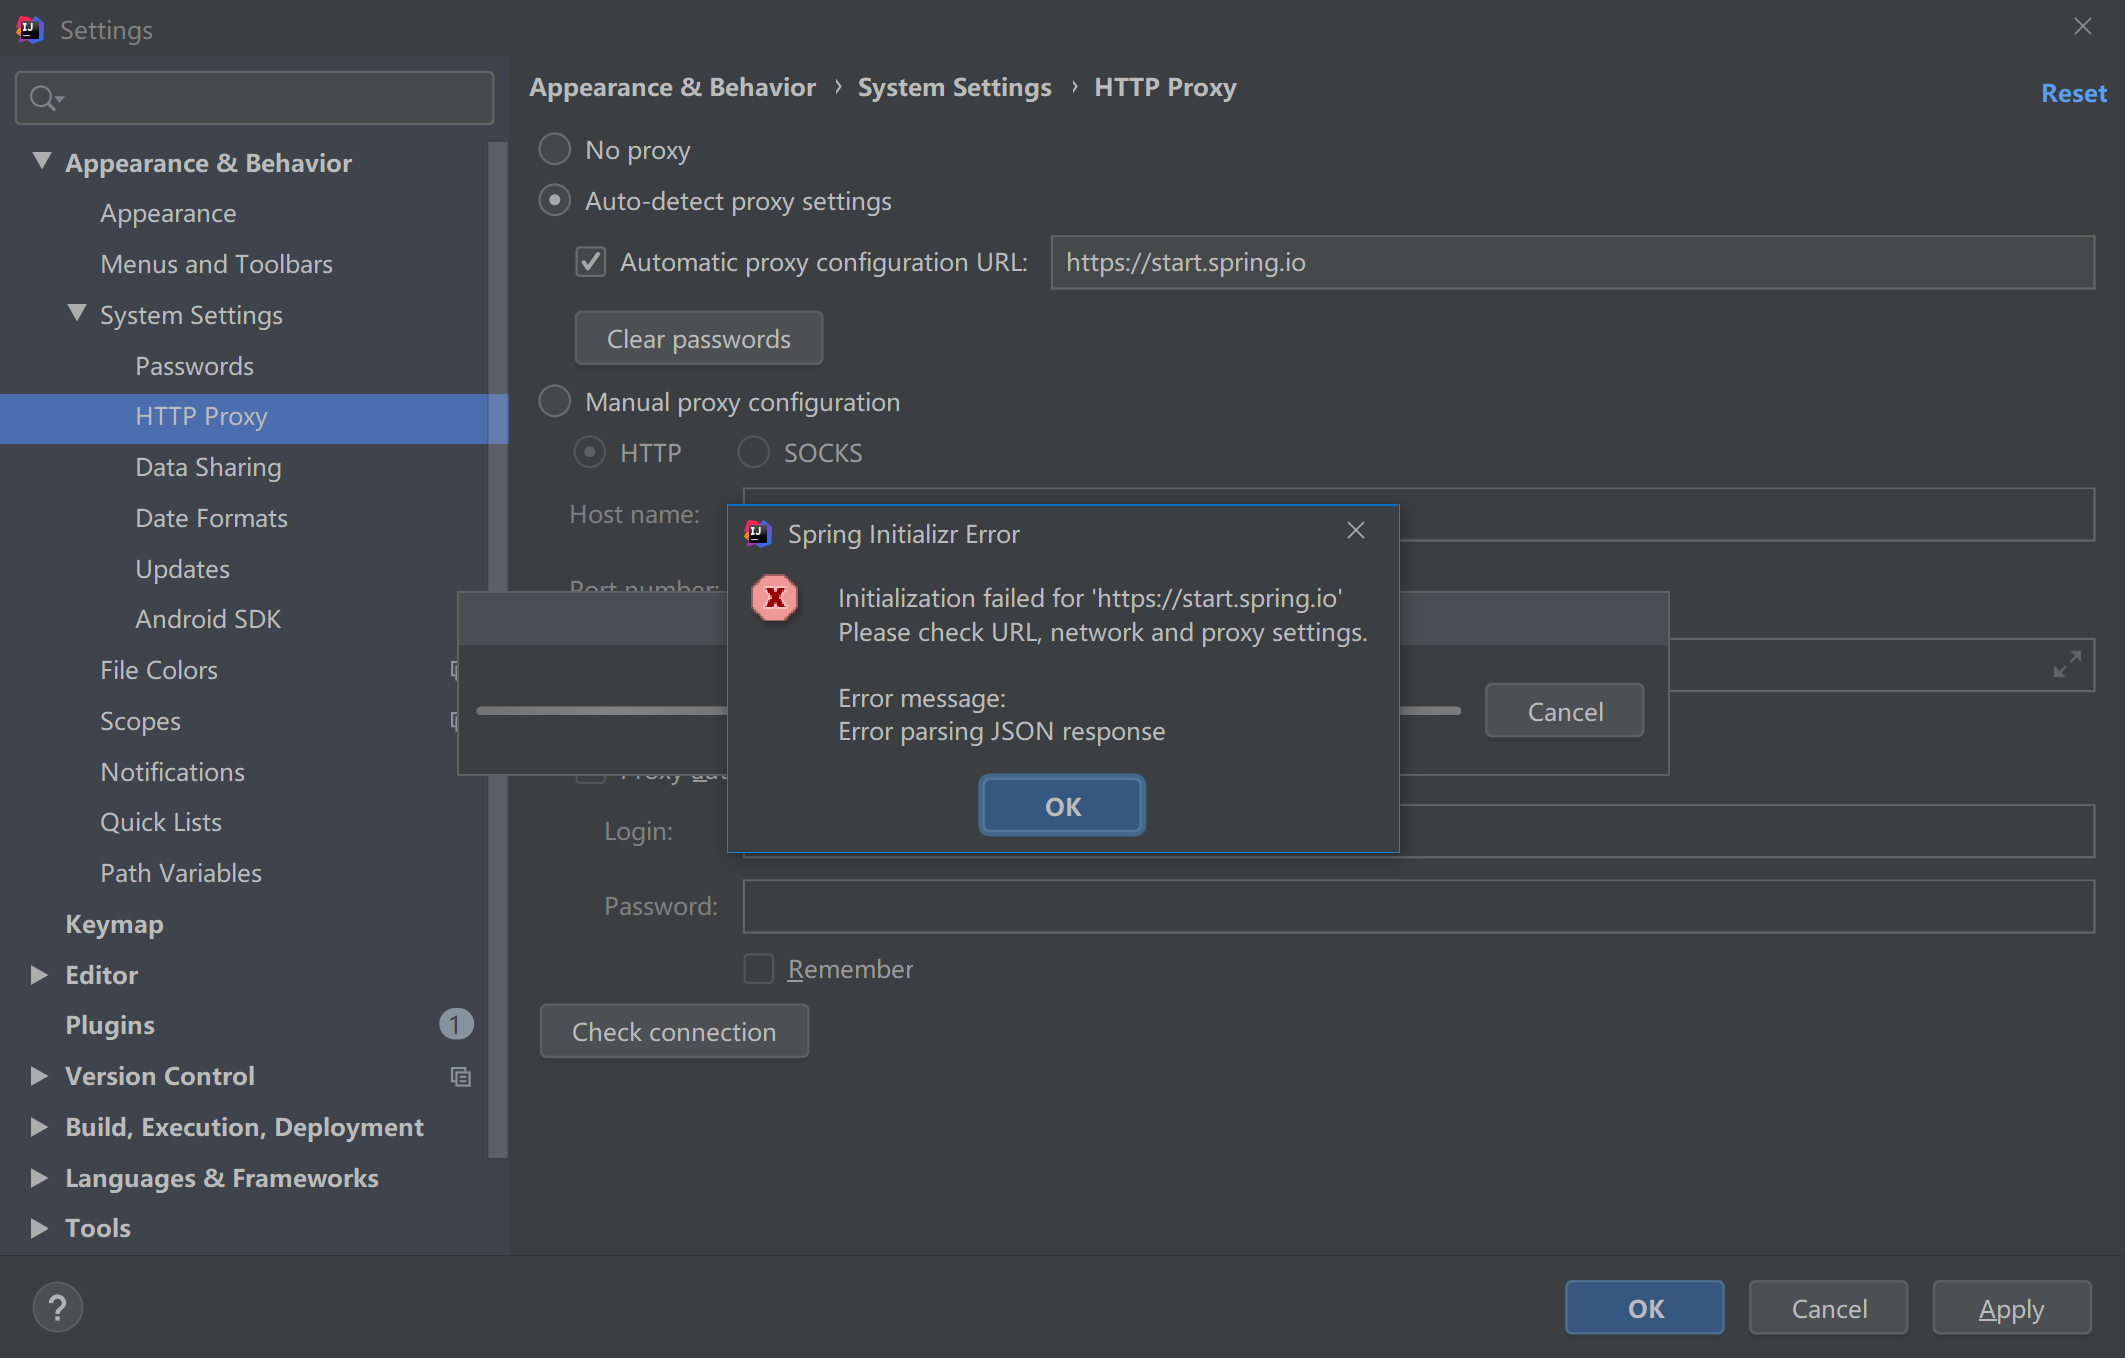 Settings
Appearance & Behavior
Appearance
Menus and Toolbars
System Settings
Passwords
HTTP Proxy
Data Sharing
Date Formats
Updates
Android SDK
File Colors
Scopes
Notifications
Quick Lists
Path Variables
Keymap
Editor
Plugins 1
Version Control
Build, Execution, Deployment
Languages & Frameworks
Tools
Appearance & Behavior › System Settings › HTTP Proxy
Reset
No proxy
Auto-detect proxy settings
Automatic proxy configuration URL: https://start.spring.io
Clear passwords
Manual proxy configuration
HTTP SOCKS
Host name:
Port number:
Spring Initializr Error
Initialization failed for 'https://start.spring.io'
Please check URL, network and proxy settings.
Error message:
Error parsing JSON response
OK
Cancel
Proxy
Login:
Password:
Remember
Check connection
?
OK Cancel Apply